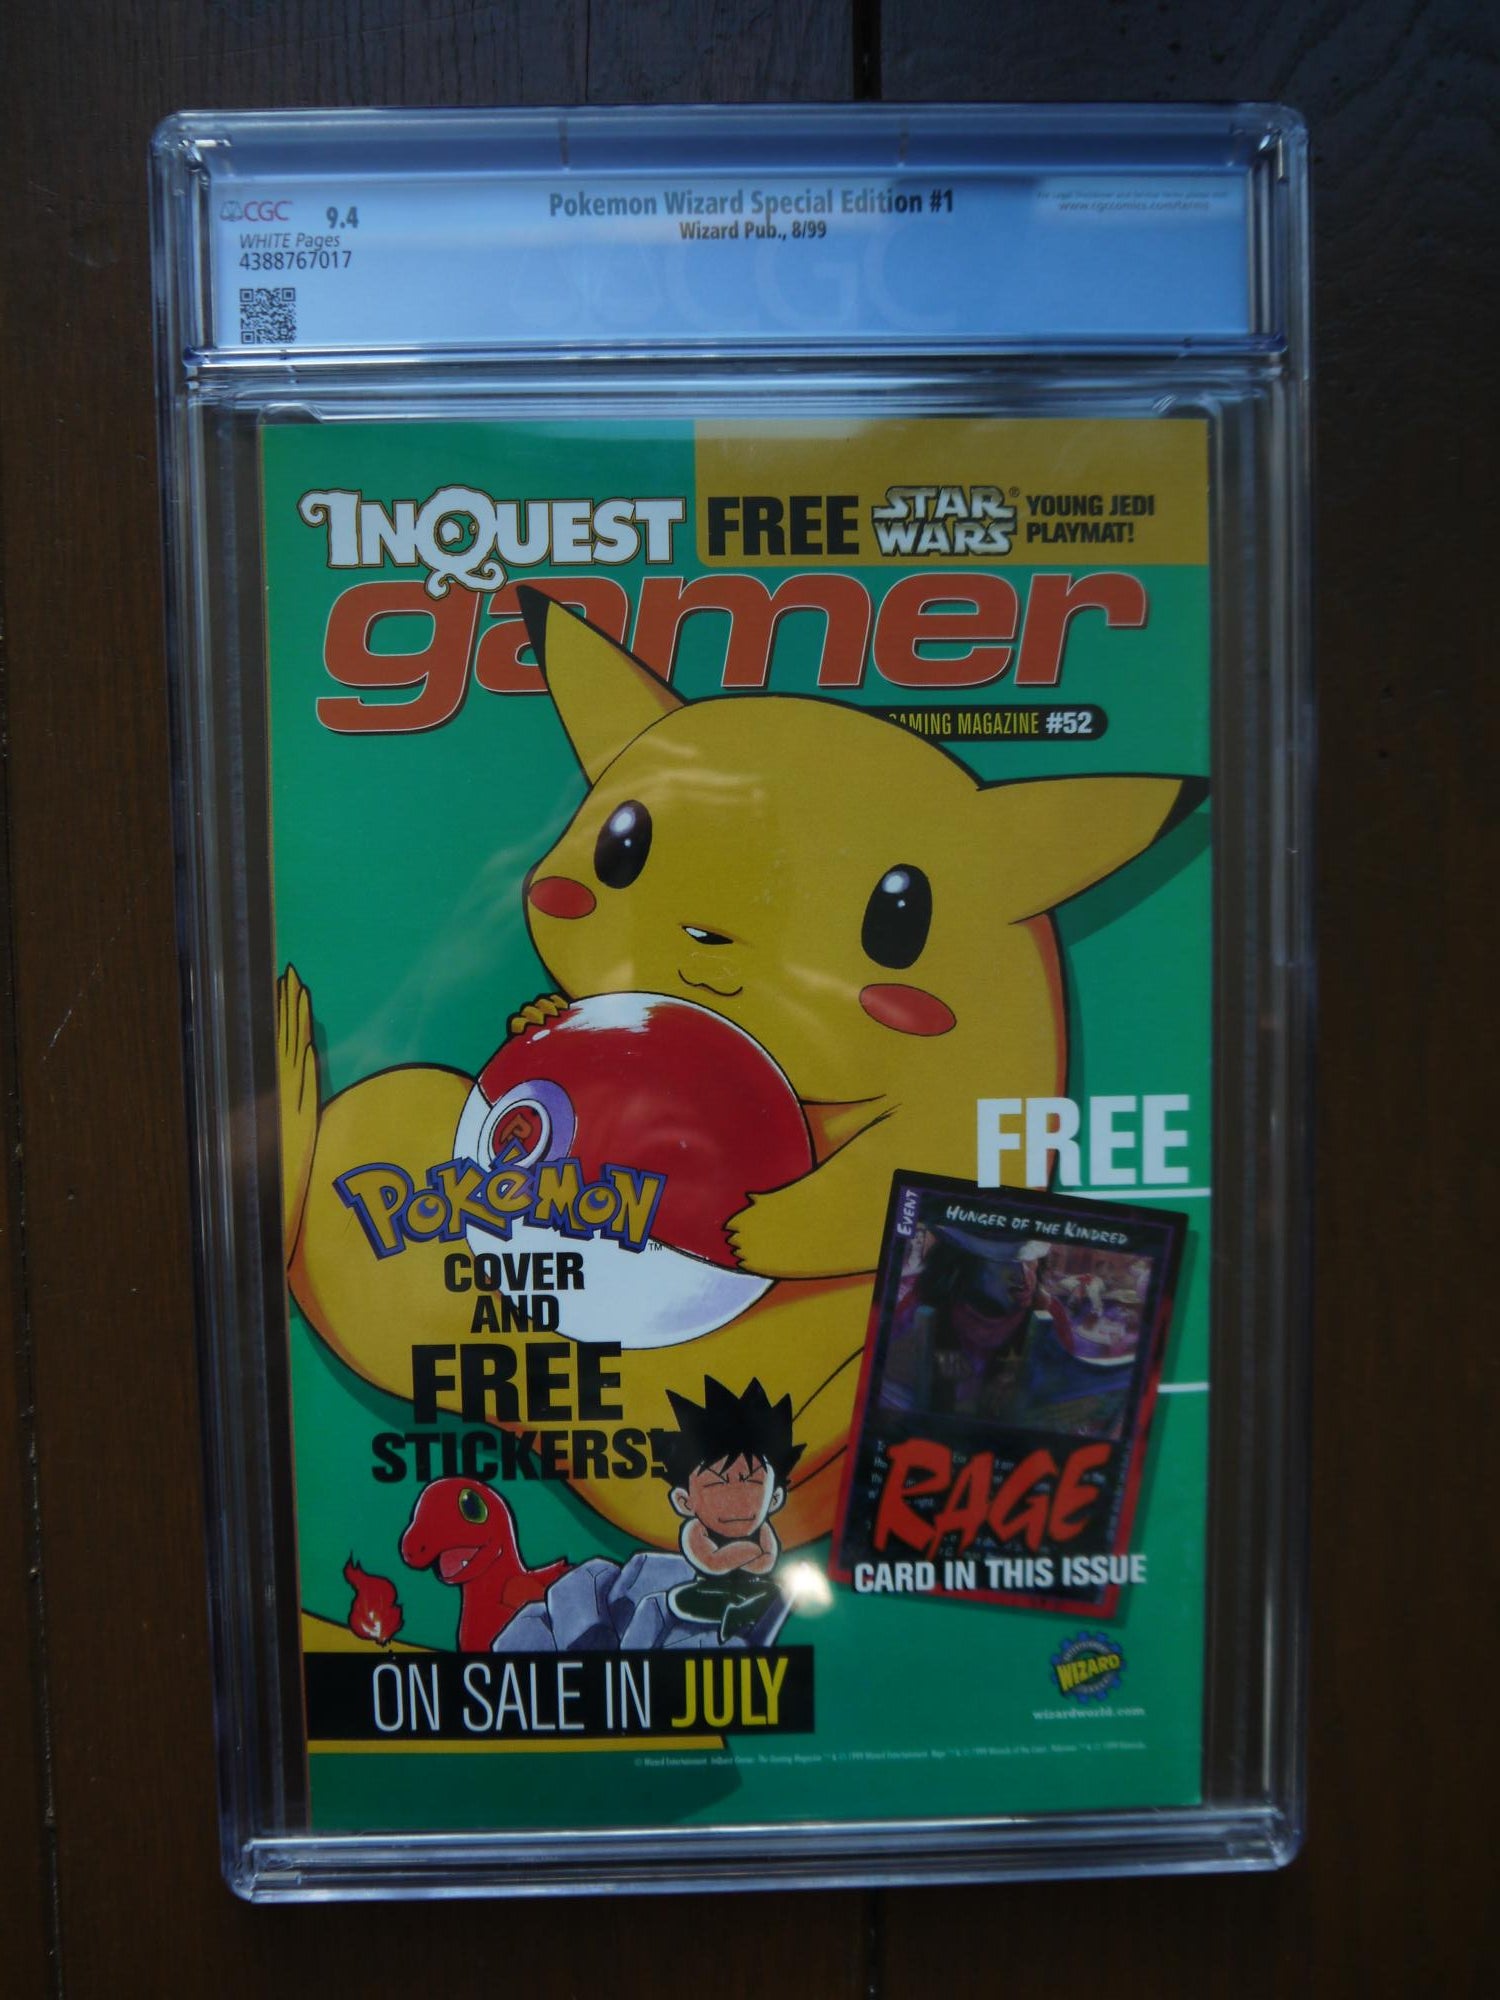 CGC 9.4
WHITE Pages
4388767017
Pokemon Wizard Special Edition #1
Wizard Pub., 8/99
www.cgccomics.com/terms
INQUEST
gamer
FREE STAR WARS® YOUNG JEDI PLAYMAT!
GAMING MAGAZINE #52
POKéMON™
COVER
AND
FREE
STICKERS!
FREE
EVENT
HUNGER OF THE KINDRED
RAGE
CARD IN THIS ISSUE
ON SALE IN JULY
WIZARD
wizardworld.com